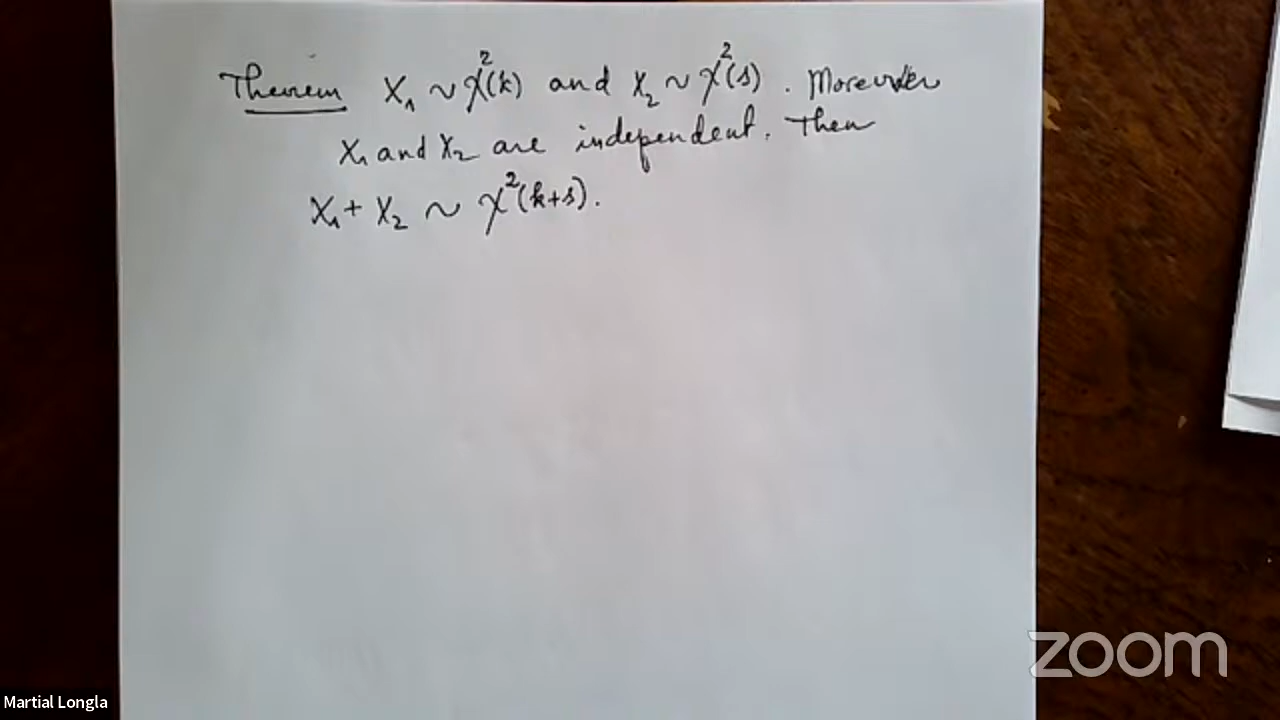 Theorem X₁ ~ χ²(k) and X₂ ~ χ²(s). Moreover
X₁ and X₂ are independent. Then
X₁ + X₂ ~ χ²(k+s).
zoom
Martial Longla